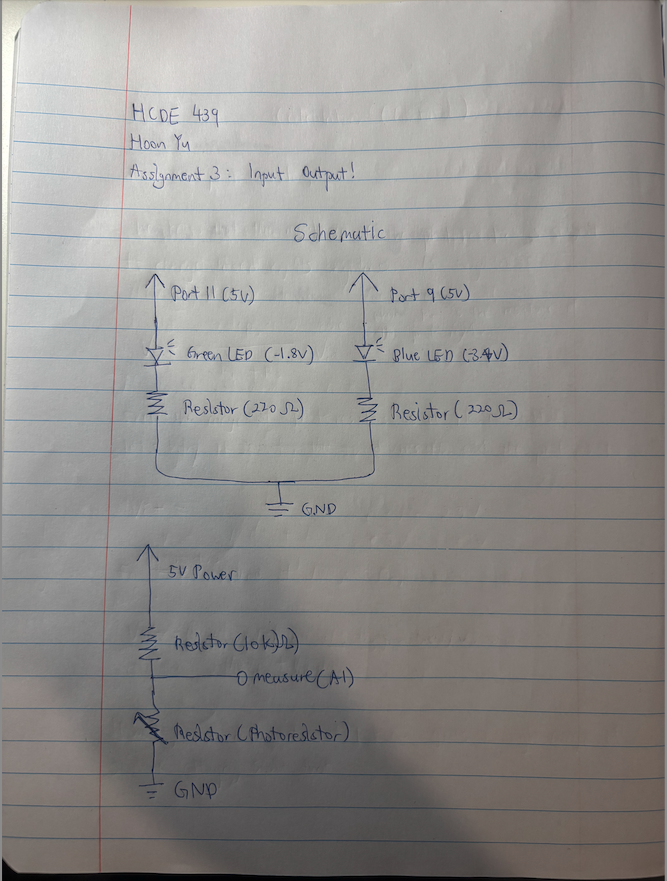 HCDE 439
Hoon Yu
Assignment 3: Input Output!
Schematic
Port 11 (5V)
Port 9 (5V)
Green LED (-1.8V)
Blue LED (-3.4V)
Resistor (220 Ω)
Resistor (220 Ω)
GND
5V Power
Resistor (10k)Ω)
measure (A1)
Resistor (Photoresistor)
GND